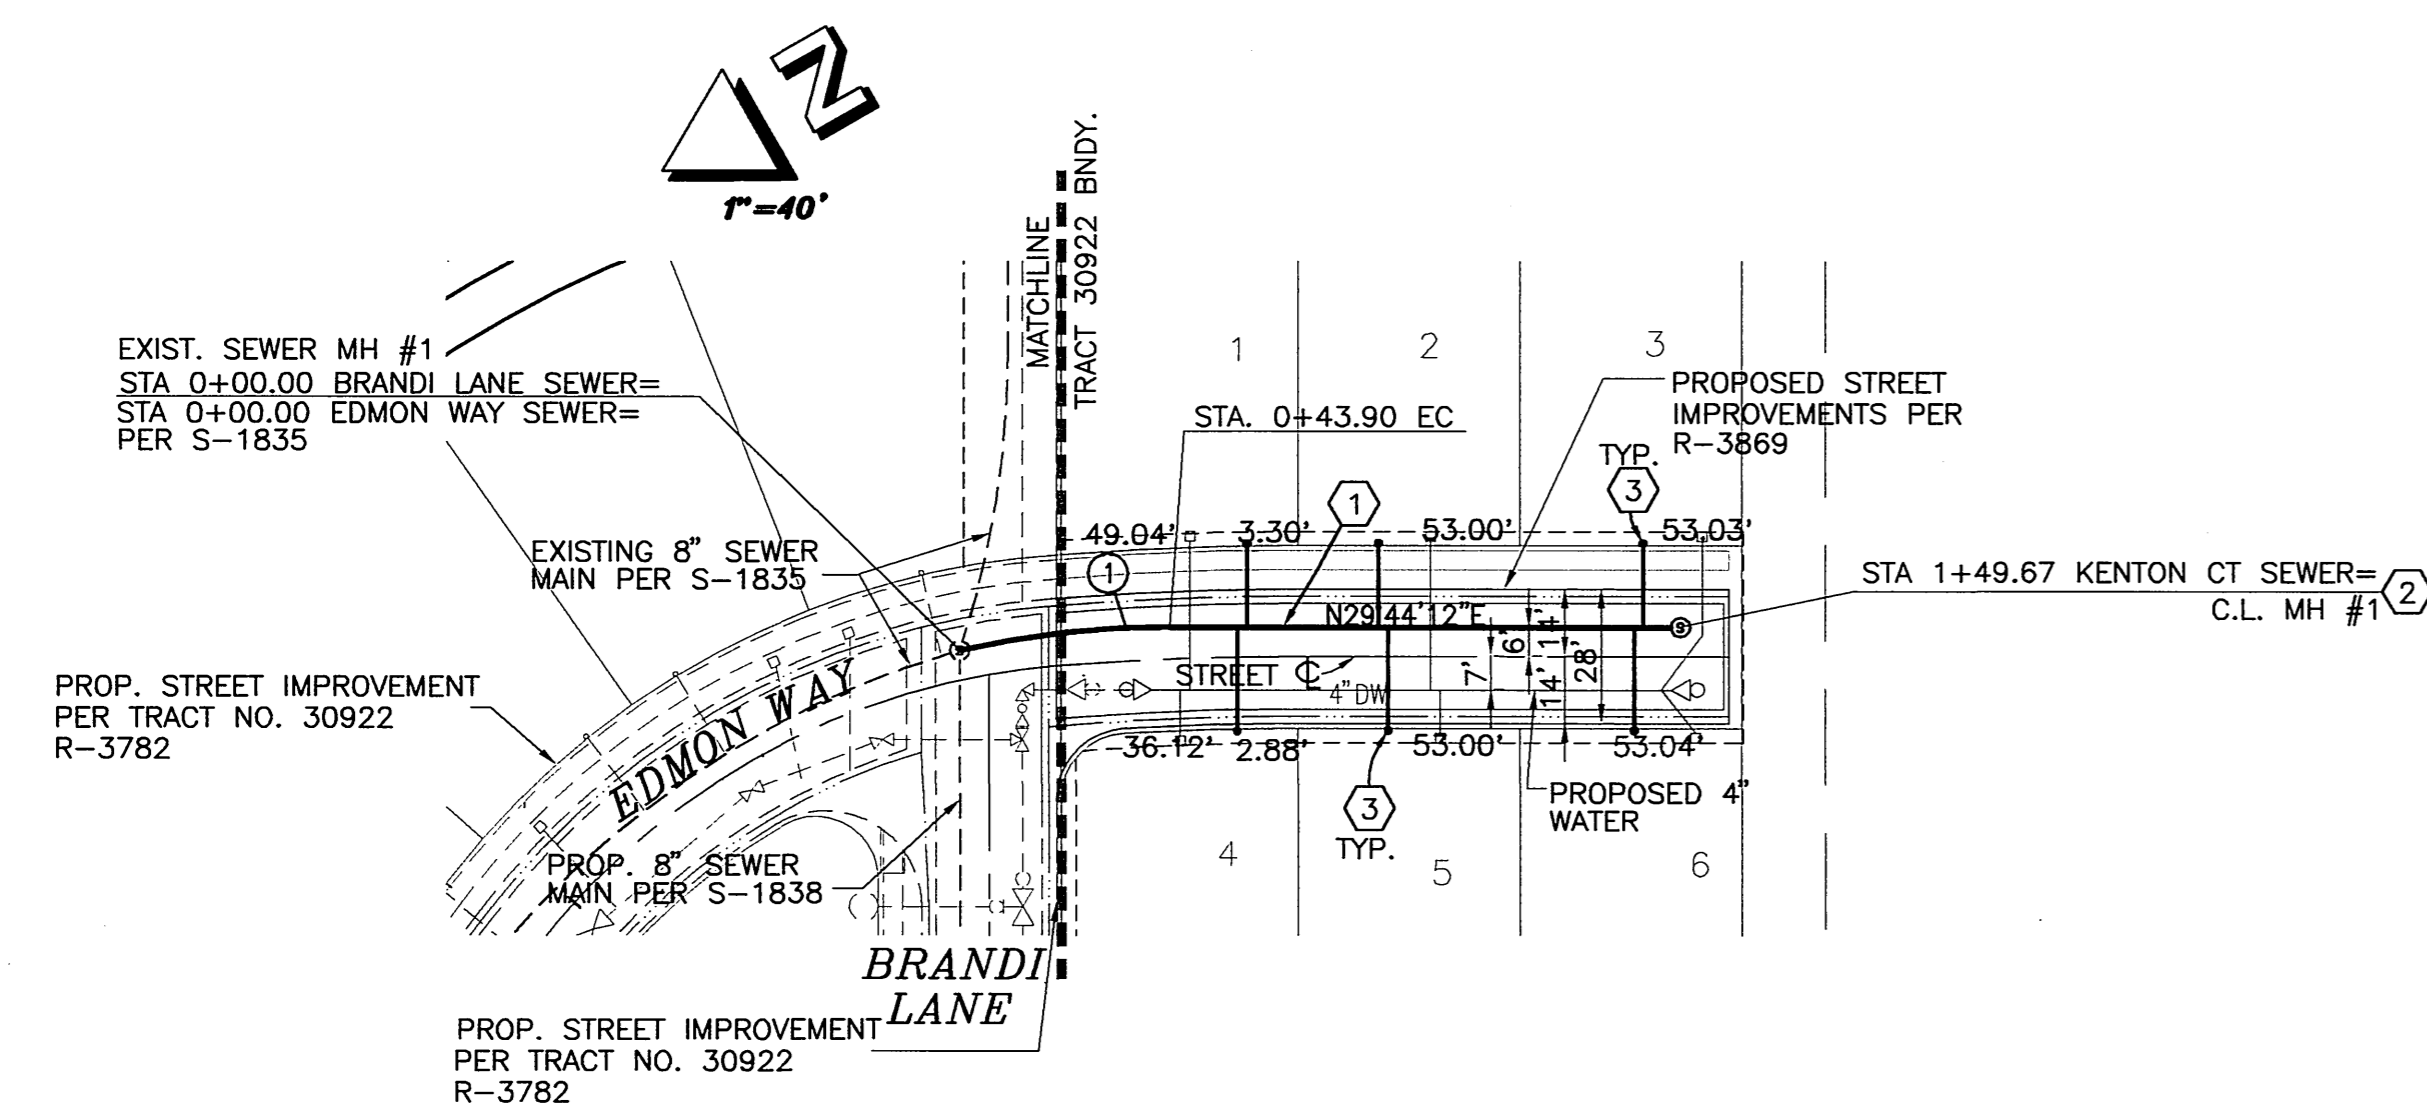 N
1"=40'
MATCHLINE
TRACT 30922 BNDY.
EXIST. SEWER MH #1
STA 0+00.00 BRANDI LANE SEWER=
STA 0+00.00 EDMON WAY SEWER=
PER S-1835
1
2
3
PROPOSED STREET
IMPROVEMENTS PER
R-3869
STA. 0+43.90 EC
TYP.
3
1
49.04'
3.30'
53.00'
53.03'
EXISTING 8" SEWER
MAIN PER S-1835
1
STA 1+49.67 KENTON CT SEWER=
C.L. MH #1
2
N29°44'12"E
6'
14'
7'
14'
28'
STREET ℄
4" DW
EDMON WAY
PROP. STREET IMPROVEMENT
PER TRACT NO. 30922
R-3782
36.12'
2.88'
53.00'
53.04'
PROPOSED 4"
WATER
3
TYP.
4
5
6
PROP. 8" SEWER
MAIN PER S-1838
BRANDI
LANE
PROP. STREET IMPROVEMENT
PER TRACT NO. 30922
R-3782